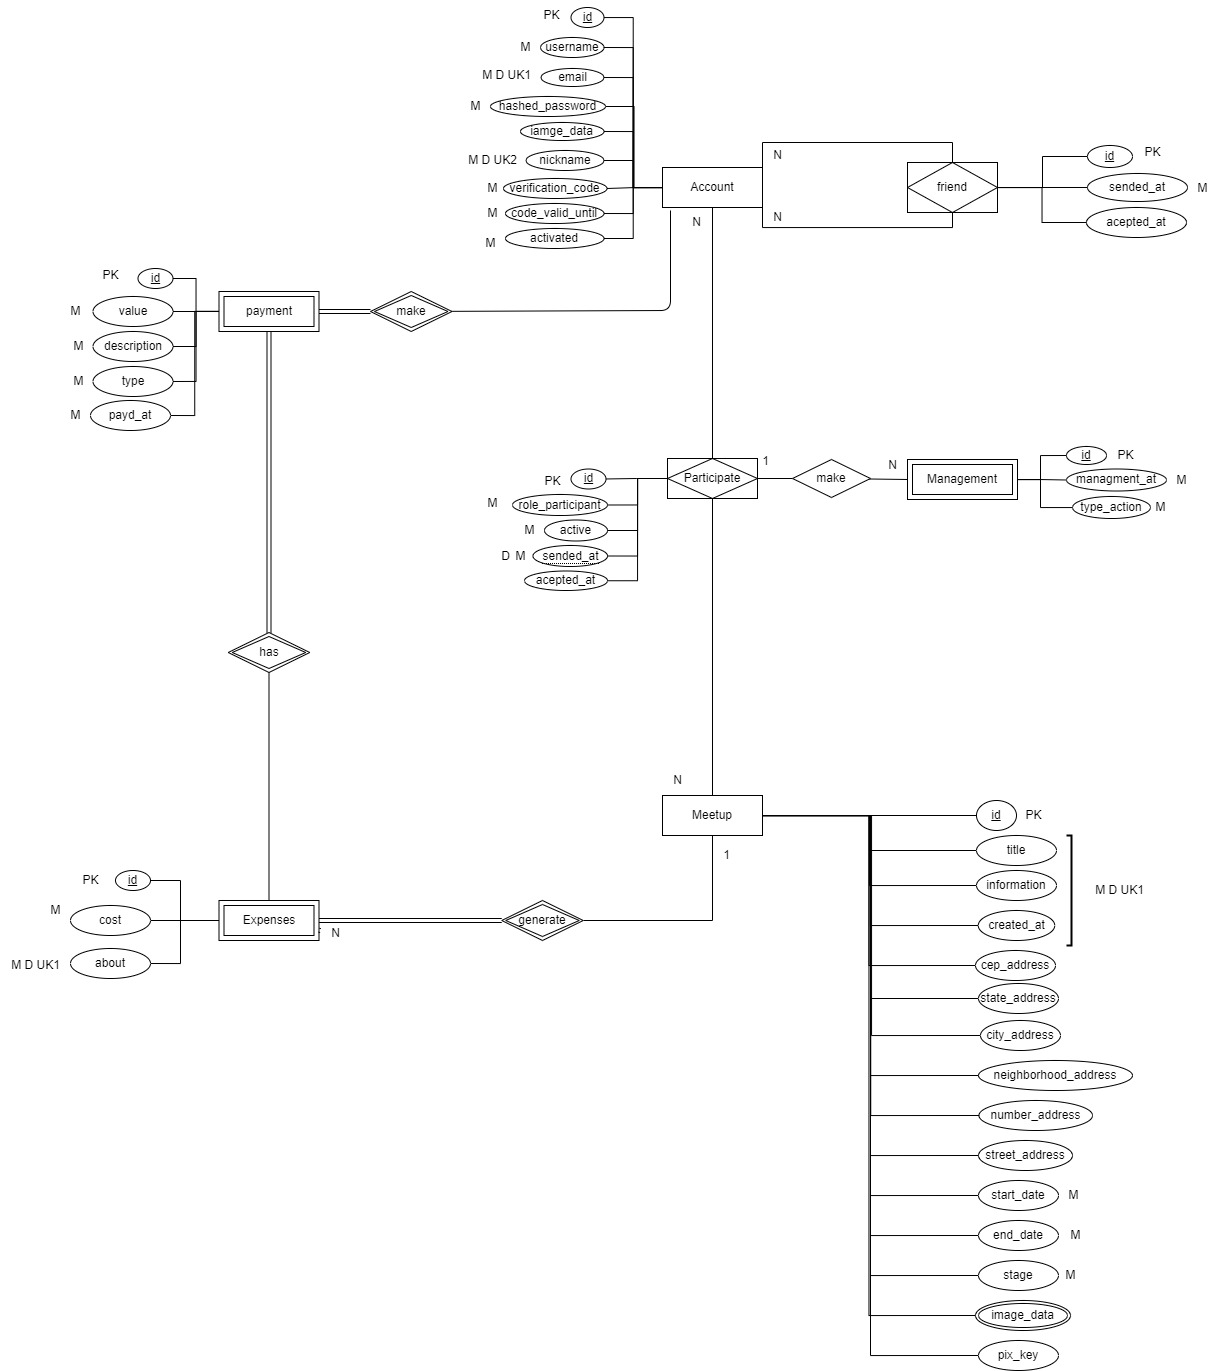 PK id
M username
M D UK1 email
M hashed_password
iamge_data
M D UK2 nickname
M verification_code
M code_valid_until
M activated
Account
N
N
N
friend
id PK
sended_at M
acepted_at
PK id
M value
M description
M type
M payd_at
payment
make
PK id
M role_participant
M active
D M sended_at
acepted_at
Participate
1
make
N
Management
id PK
managment_at M
type_action M
has
N
Meetup
1
id PK
title
information
created_at
M D UK1
cep_address
state_address
city_address
neighborhood_address
number_address
street_address
start_date M
end_date M
stage M
image_data
pix_key
PK id
M cost
M D UK1 about
Expenses
N
generate